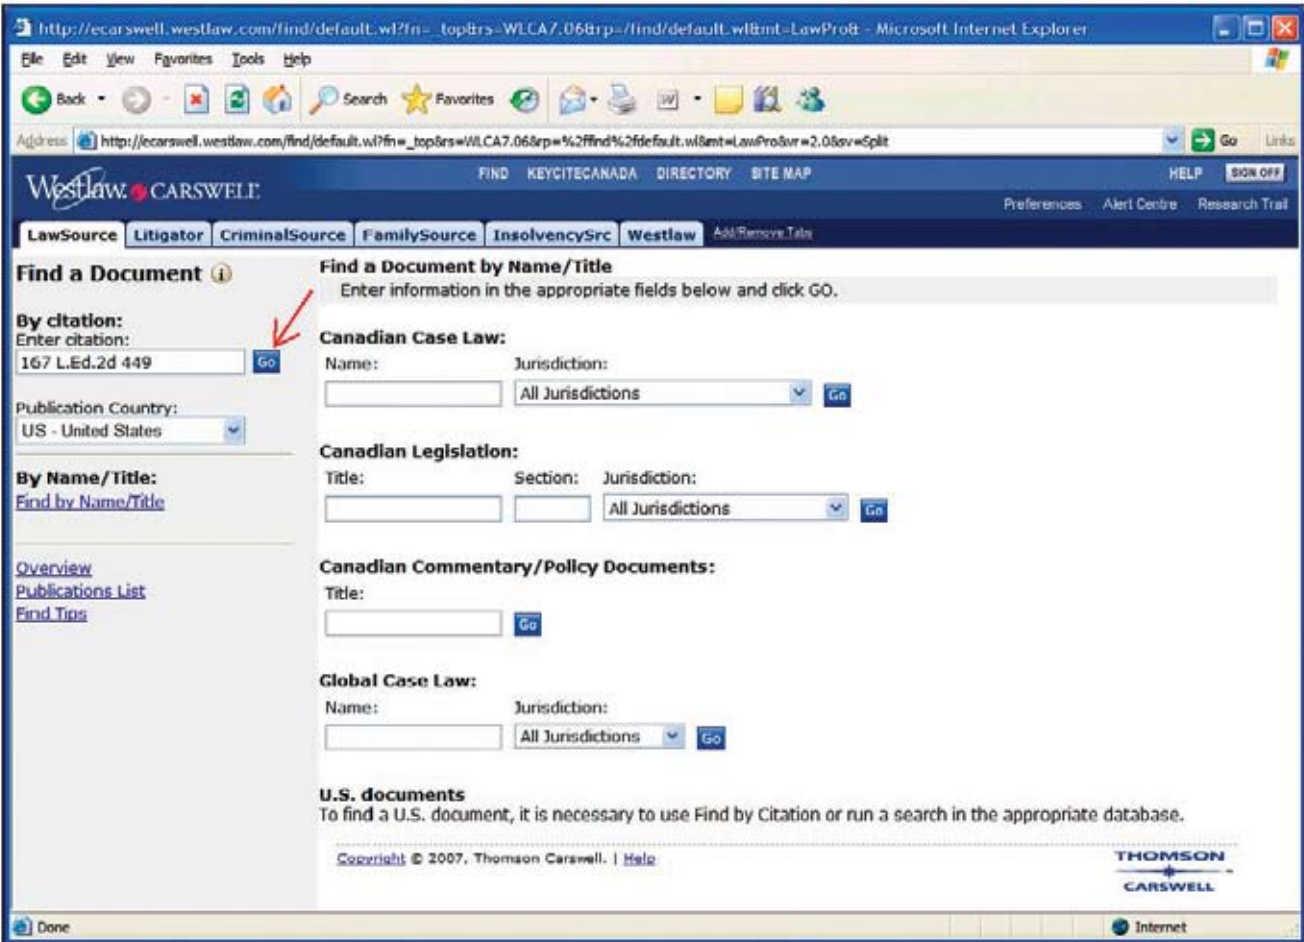 http://ecarswell.westlaw.com/find/default.wl?fn=_top&rs=WLCA7.06&rp=/find/default.wl&mt=LawPro& - Microsoft Internet Explorer
File Edit View Favorites Tools Help
Back Search Favorites
Address http://ecarswell.westlaw.com/find/default.wl?fn=_top&rs=WLCA7.06&rp=%2ffind%2fdefault.wl&mt=LawPro&vr=2.0&sv=Split Go Links
Westlaw. CARSWELL FIND KEYCITECANADA DIRECTORY SITE MAP HELP SIGN OFF
Preferences Alert Centre Research Trail
LawSource Litigator CriminalSource FamilySource InsolvencySrc Westlaw Add/Remove Tabs
Find a Document
By citation:
Enter citation:
167 L.Ed.2d 449 Go
Publication Country:
US - United States
By Name/Title:
Find by Name/Title
Overview
Publications List
Find Tips
Find a Document by Name/Title
Enter information in the appropriate fields below and click GO.
Canadian Case Law:
Name: Jurisdiction:
All Jurisdictions Go
Canadian Legislation:
Title: Section: Jurisdiction:
All Jurisdictions Go
Canadian Commentary/Policy Documents:
Title:
Go
Global Case Law:
Name: Jurisdiction:
All Jurisdictions Go
U.S. documents
To find a U.S. document, it is necessary to use Find by Citation or run a search in the appropriate database.
Copyright © 2007, Thomson Carswell. | Help
THOMSON
CARSWELL
Done Internet